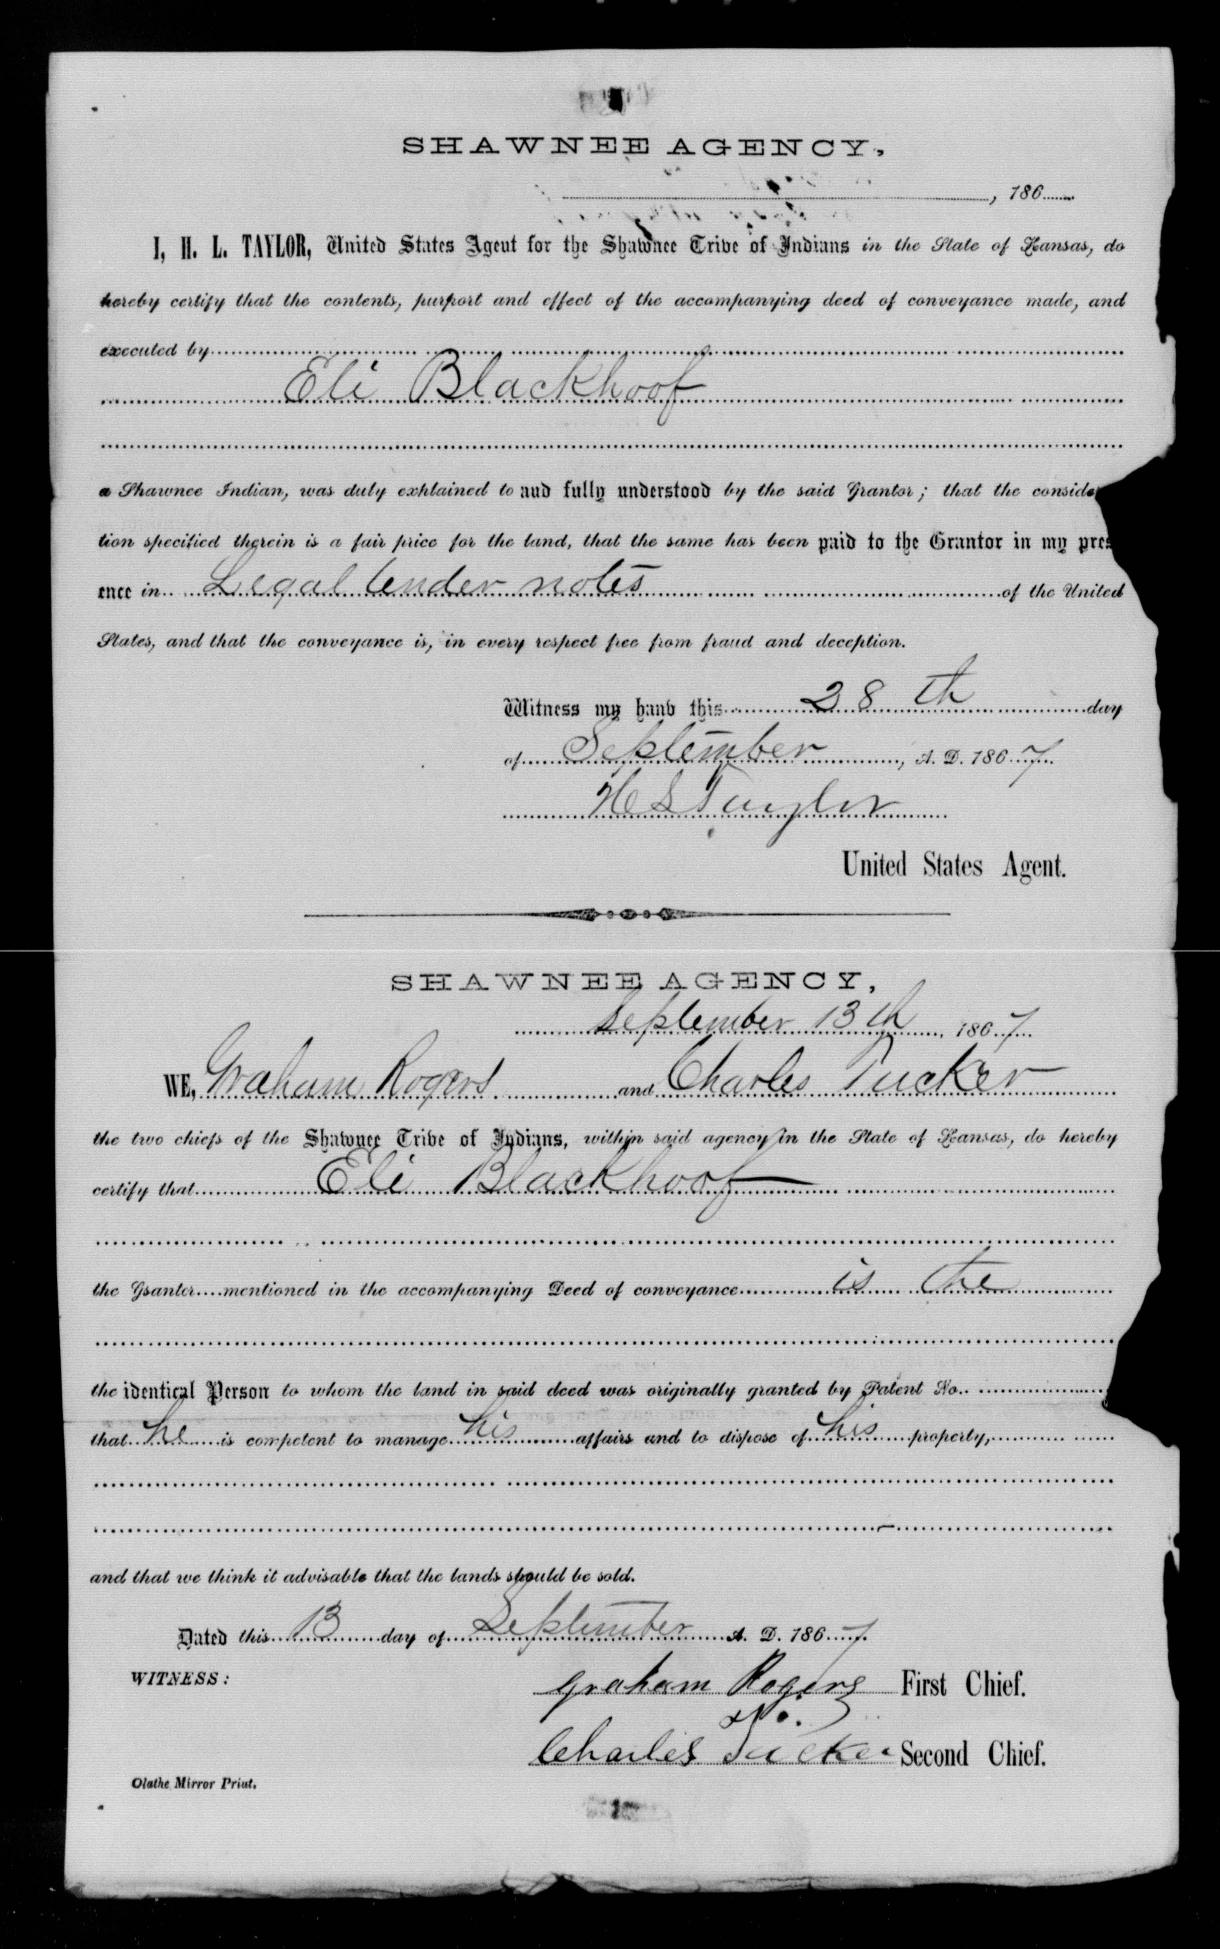 SHAWNEE AGENCY,
, 186
I, H. L. TAYLOR, United States Agent for the Shawnee Tribe of Indians in the State of Kansas, do
hereby certify that the contents, purport and effect of the accompanying deed of conveyance made, and
executed by
Eli Blackhoof
a Shawnee Indian, was duly exhlained to and fully understood by the said Grantor; that the considera
tion specified therein is a fair price for the land, that the same has been paid to the Grantor in my pres
ence in Legal tender notes of the United
States, and that the conveyance is, in every respect free from fraud and deception.
Witness my hand this 28th day
of September, A. D. 1867
H L Taylor
United States Agent.
SHAWNEE AGENCY,
September 13th, 1867
WE, Graham Rogers and Charles Tucker
the two chiefs of the Shawnee Tribe of Indians, within said agency in the State of Kansas, do hereby
certify that Eli Blackhoof
the Grantor mentioned in the accompanying Deed of conveyance is the
the identical Person to whom the land in said deed was originally granted by Patent No.
that he is competent to manage his affairs and to dispose of his property,
and that we think it advisable that the lands should be sold.
Dated this 13 day of September A. D. 1867
WITNESS:
Graham Rogers First Chief.
Charles Tucker Second Chief.
Olathe Mirror Print.